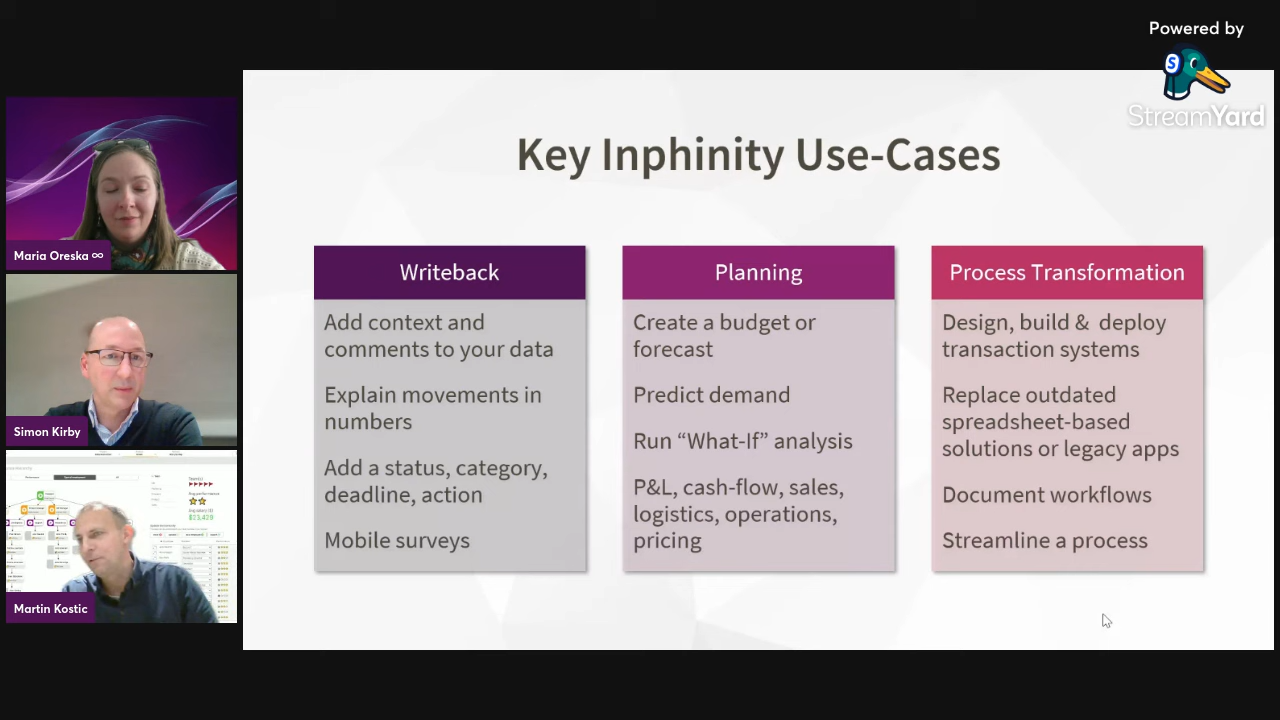 Powered by
StreamYard
Key Inphinity Use-Cases
Writeback
Add context and
comments to your data
Explain movements in
numbers
Add a status, category,
deadline, action
Mobile surveys
Planning
Create a budget or
forecast
Predict demand
Run “What-If” analysis
P&L, cash-flow, sales,
logistics, operations,
pricing
Process Transformation
Design, build &  deploy
transaction systems
Replace outdated
spreadsheet-based
solutions or legacy apps
Document workflows
Streamline a process
Maria Oreska ∞
Simon Kirby
Martin Kostic